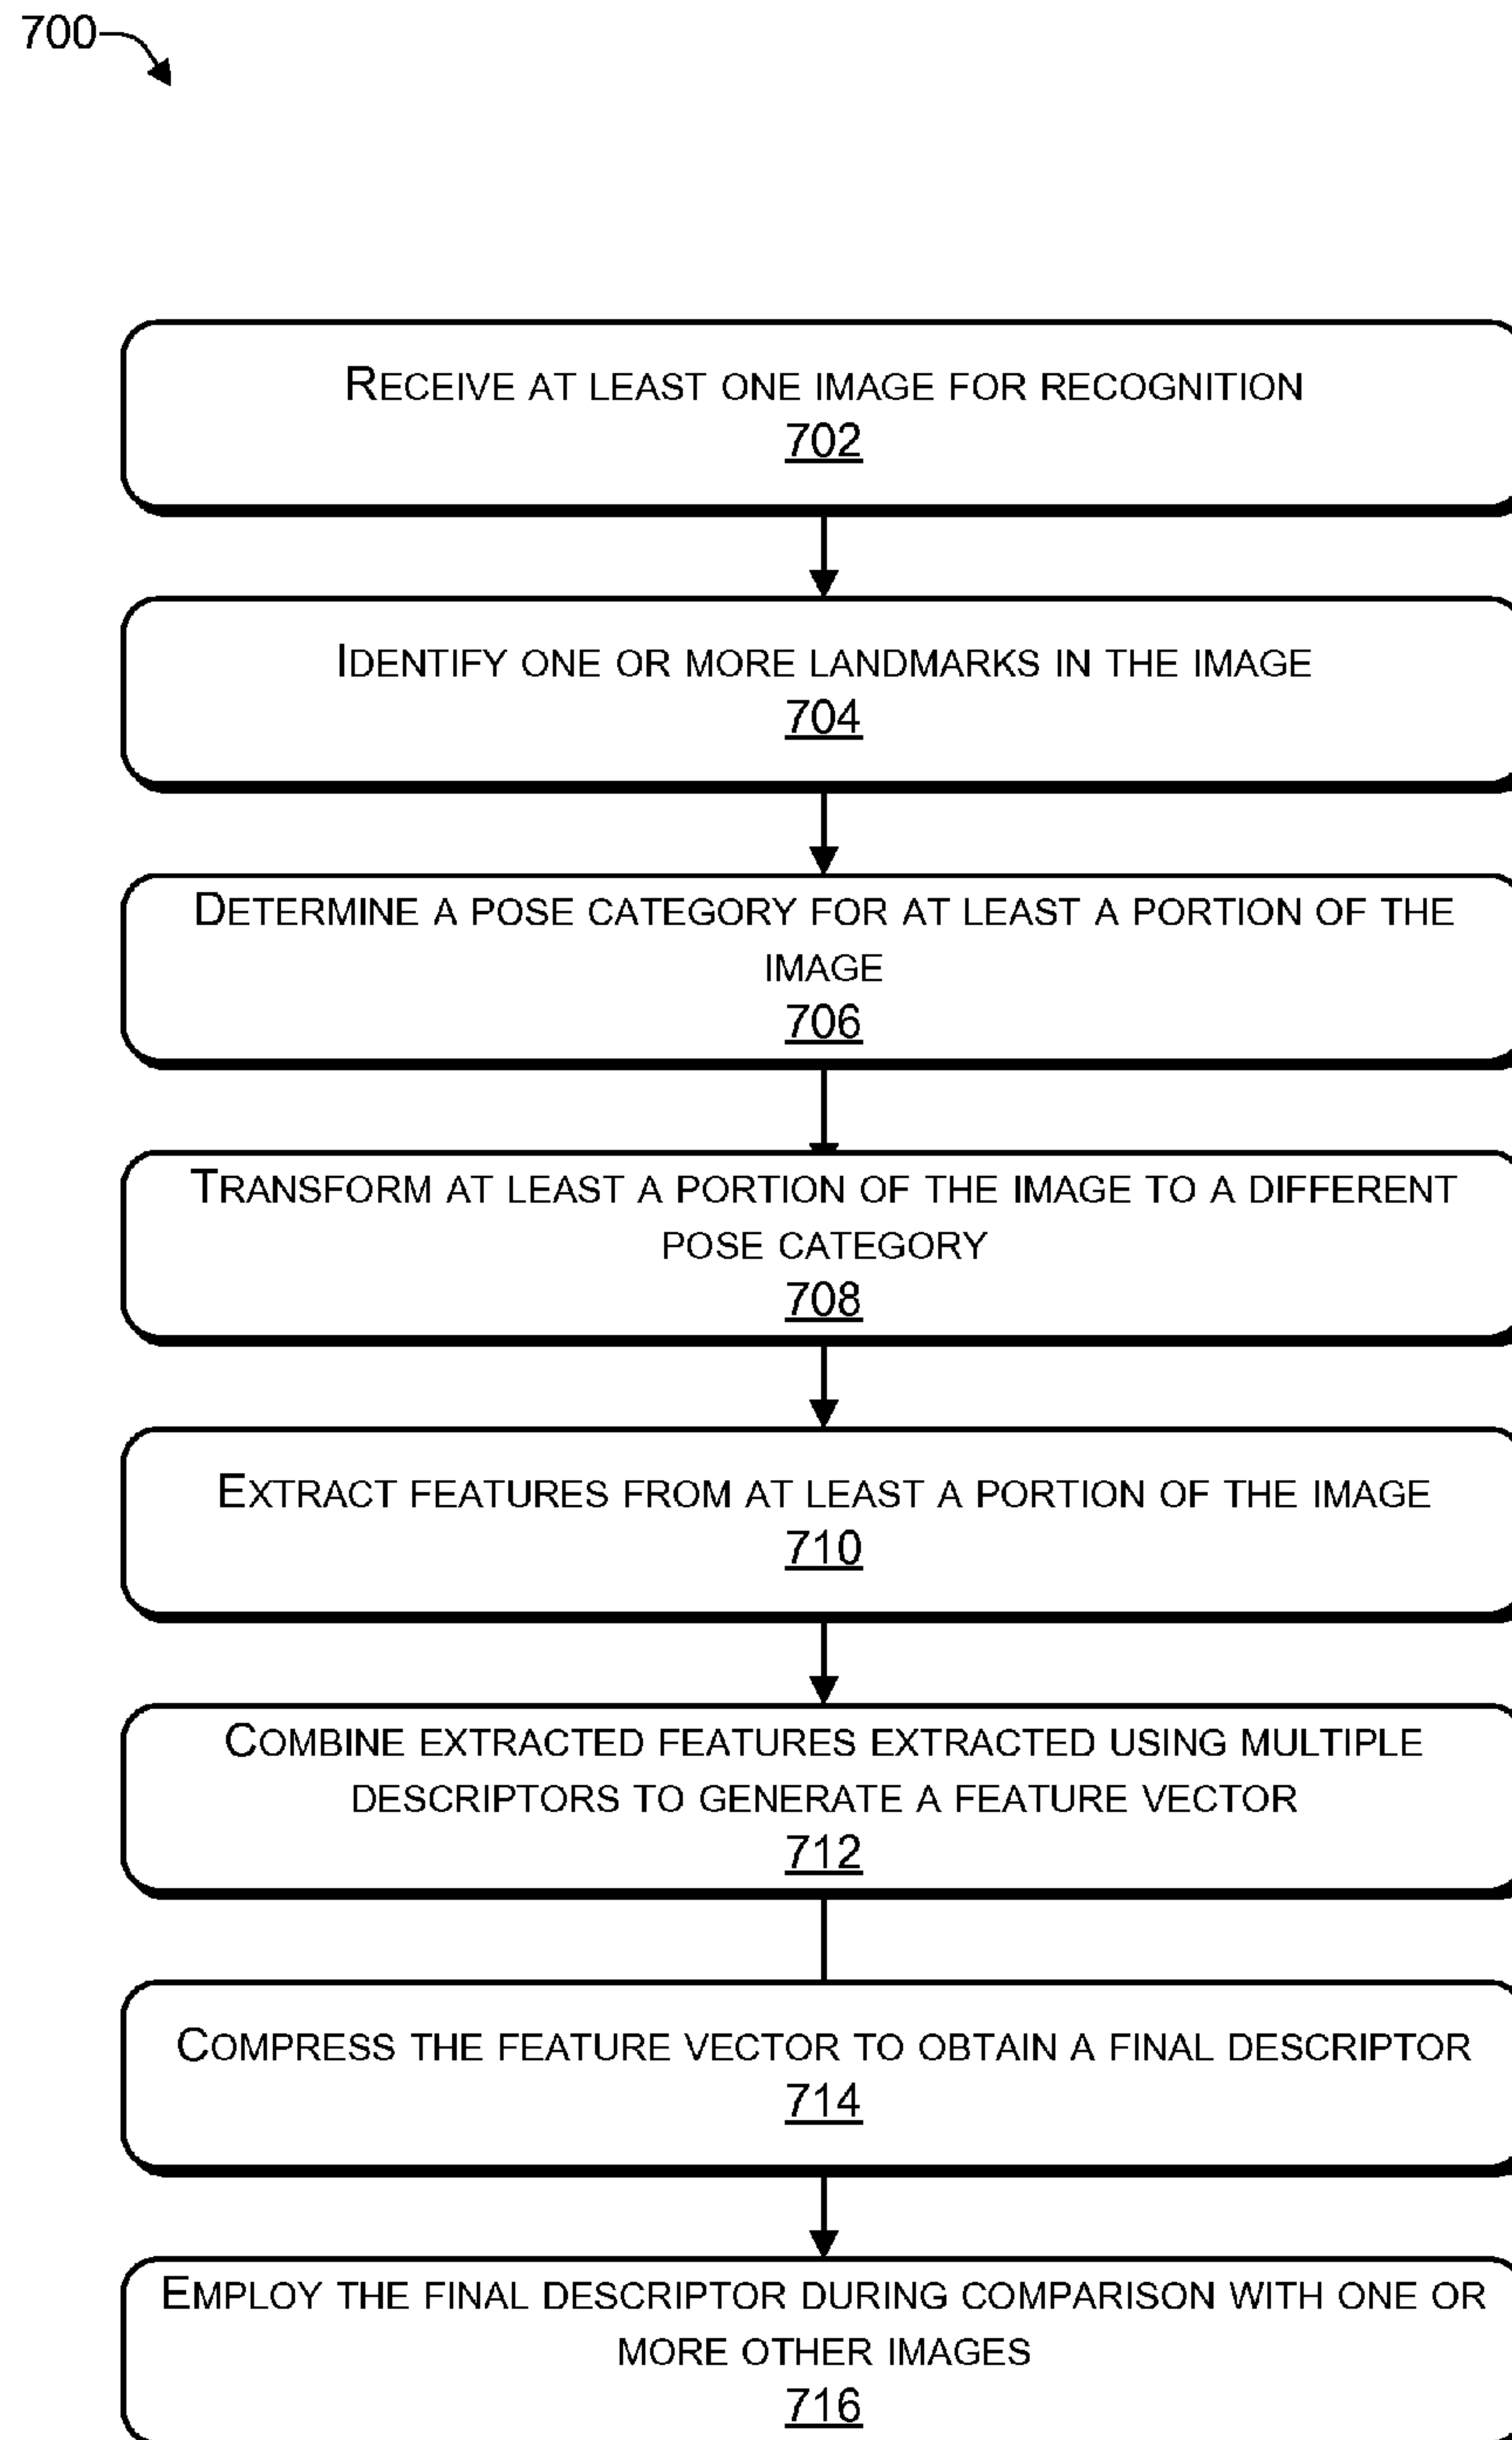 700
RECEIVE AT LEAST ONE IMAGE FOR RECOGNITION
702
IDENTIFY ONE OR MORE LANDMARKS IN THE IMAGE
704
DETERMINE A POSE CATEGORY FOR AT LEAST A PORTION OF THE
IMAGE
706
TRANSFORM AT LEAST A PORTION OF THE IMAGE TO A DIFFERENT
POSE CATEGORY
708
EXTRACT FEATURES FROM AT LEAST A PORTION OF THE IMAGE
710
COMBINE EXTRACTED FEATURES EXTRACTED USING MULTIPLE
DESCRIPTORS TO GENERATE A FEATURE VECTOR
712
COMPRESS THE FEATURE VECTOR TO OBTAIN A FINAL DESCRIPTOR
714
EMPLOY THE FINAL DESCRIPTOR DURING COMPARISON WITH ONE OR
MORE OTHER IMAGES
716